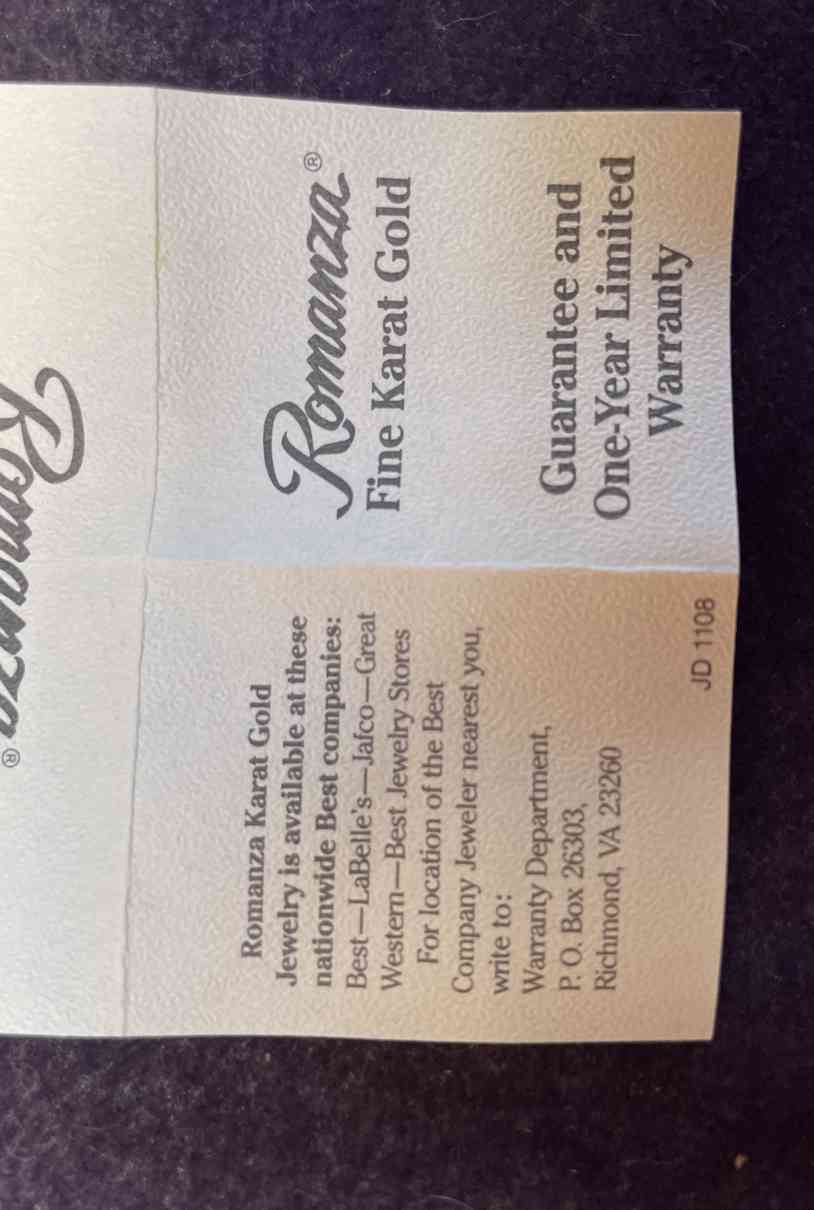 Romanza Karat Gold
Jewelry is available at these
nationwide Best companies:
Best—LaBelle's—Jafco—Great
Western—Best Jewelry Stores
For location of the Best
Company Jeweler nearest you,
write to:
Warranty Department,
P. O. Box 26303,
Richmond, VA 23260
JD 1108
Romanza®
Fine Karat Gold
Guarantee and
One-Year Limited
Warranty
Romanza®